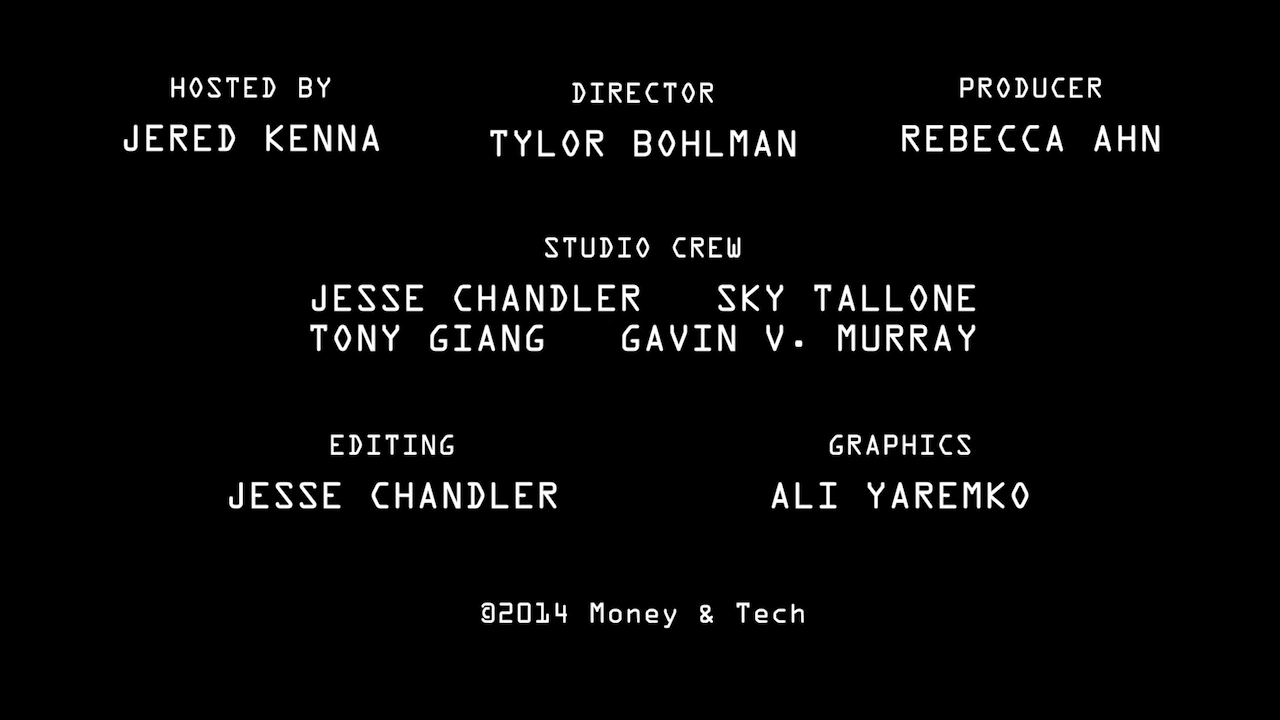 HOSTED BY
JERED KENNA
DIRECTOR
TYLOR BOHLMAN
PRODUCER
REBECCA AHN
STUDIO CREW
JESSE CHANDLER SKY TALLONE
TONY GIANG GAVIN V. MURRAY
EDITING
JESSE CHANDLER
GRAPHICS
ALI YAREMKO
©2014 Money & Tech